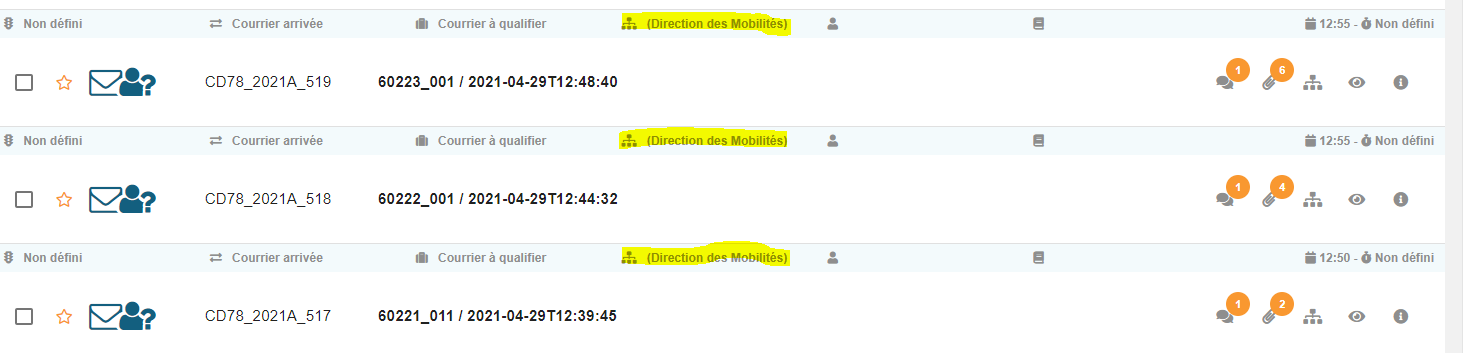 Non défini Courrier arrivée Courrier à qualifier (Direction des Mobilités) 12:55 - Non défini
CD78_2021A_519 60223_001 / 2021-04-29T12:48:40 1 6
Non défini Courrier arrivée Courrier à qualifier (Direction des Mobilités) 12:55 - Non défini
CD78_2021A_518 60222_001 / 2021-04-29T12:44:32 1 4
Non défini Courrier arrivée Courrier à qualifier (Direction des Mobilités) 12:50 - Non défini
CD78_2021A_517 60221_011 / 2021-04-29T12:39:45 1 2